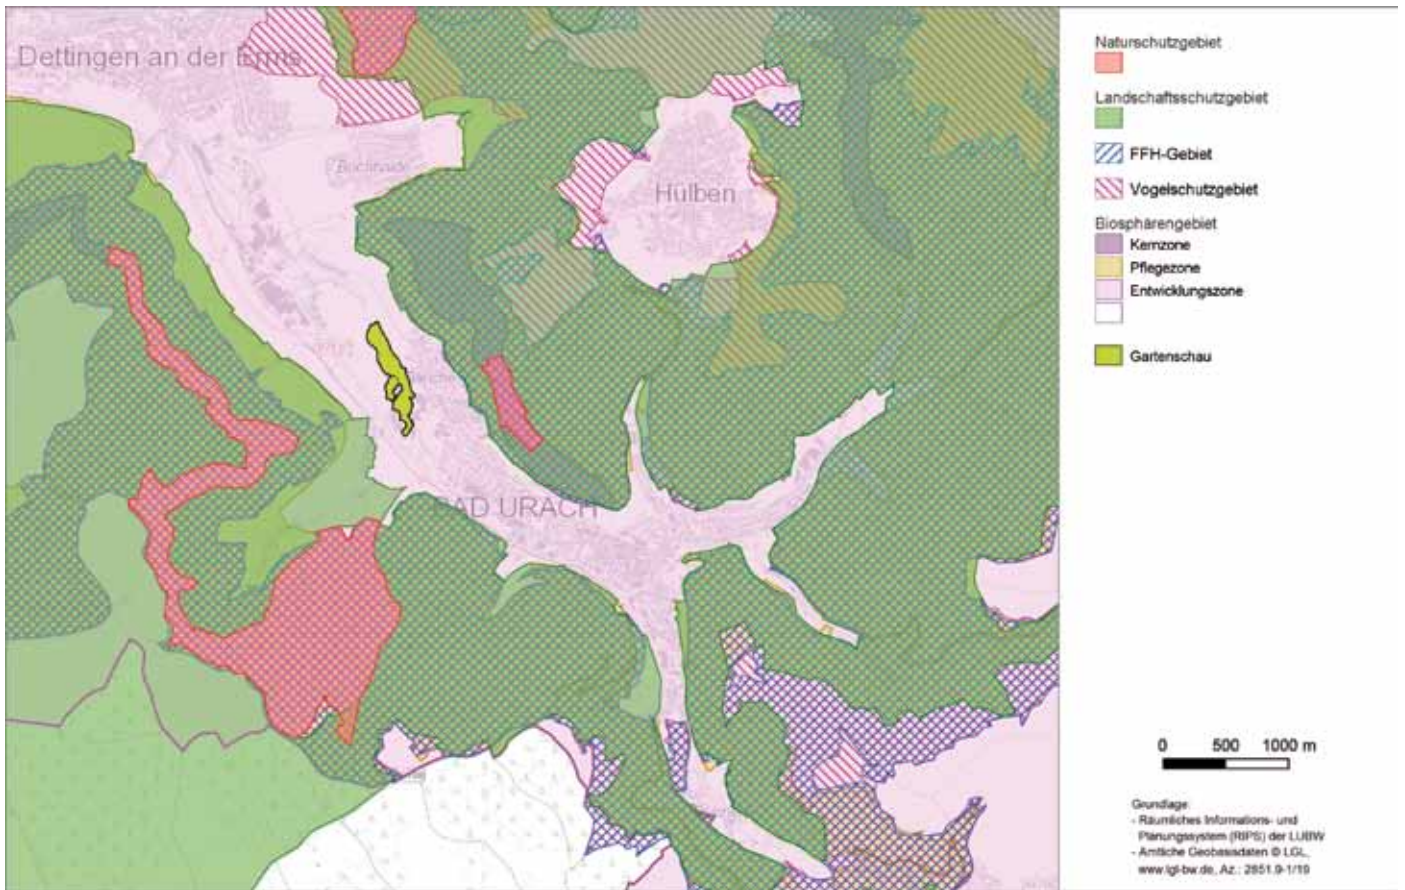 Dettingen an der Erms
Hülben
BAD URACH
Naturschutzgebiet
Landschaftsschutzgebiet
FFH-Gebiet
Vogelschutzgebiet
Biosphärengebiet
Kernzone
Pflegezone
Entwicklungszone
Gartenschau
0 500 1000 m
Grundlage:
- Räumliches Informations- und
Planungssystem (RIPS) der LUBW
- Amtliche Geobasisdaten © LGL,
www.lgl-bw.de, Az.: 2851.9-1/19